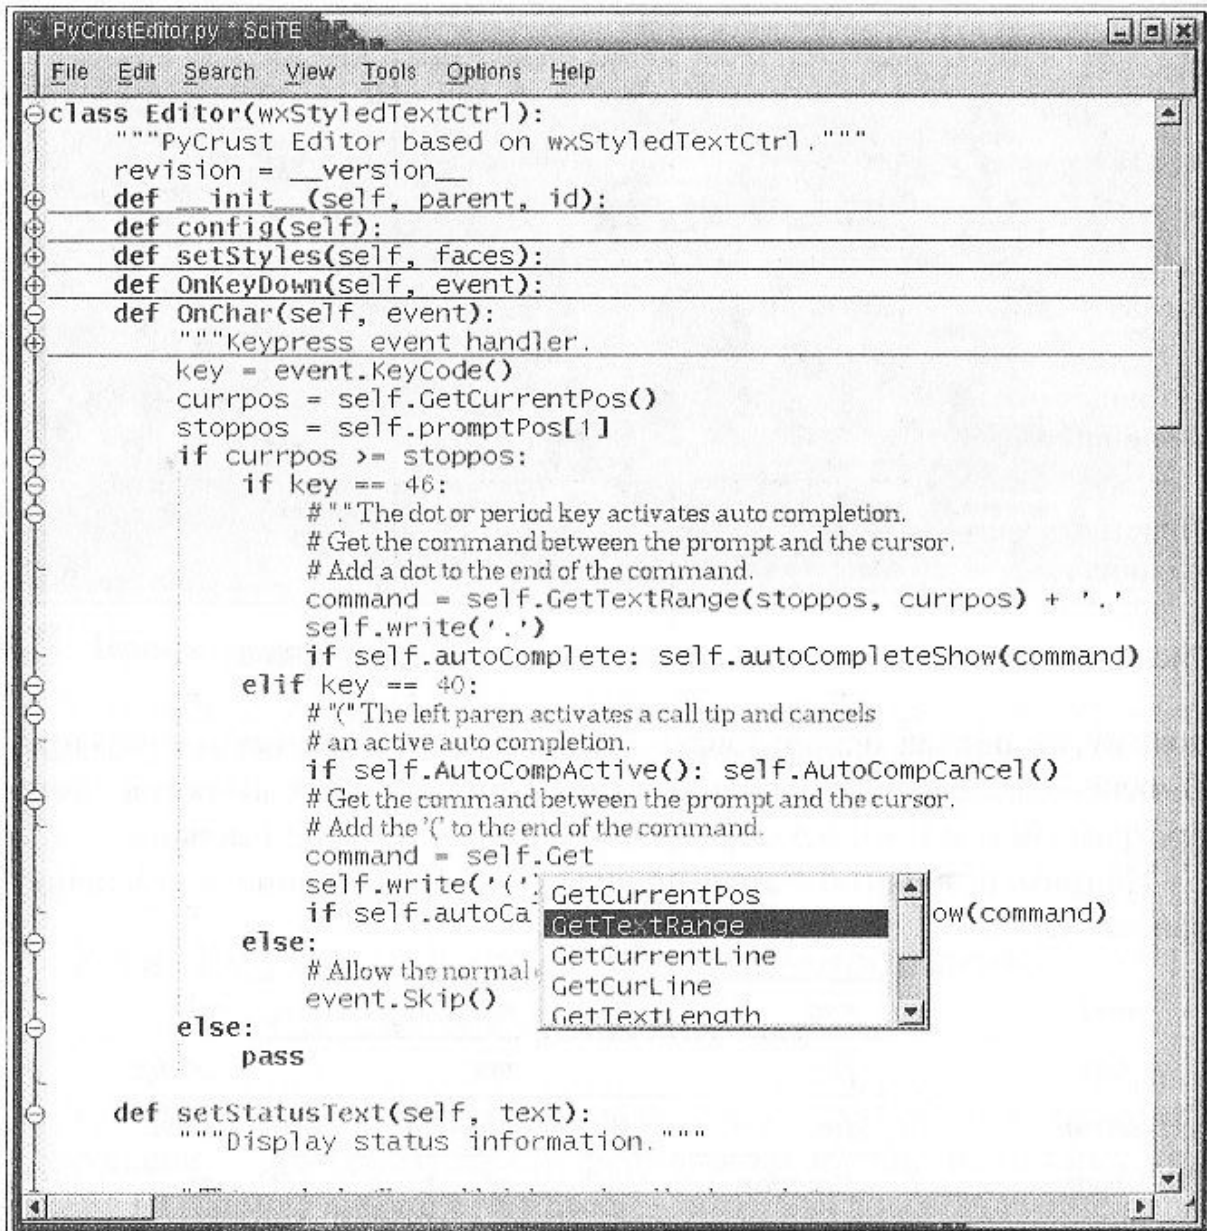 PyCrustEditor.py * SciTE
File Edit Search View Tools Options Help
class Editor(wxStyledTextCtrl):
"""PyCrust Editor based on wxStyledTextCtrl."""
revision = __version__
def __init__(self, parent, id):
def config(self):
def setStyles(self, faces):
def OnKeyDown(self, event):
def OnChar(self, event):
"""Keypress event handler.
key = event.KeyCode()
currpos = self.GetCurrentPos()
stoppos = self.promptPos[1]
if currpos >= stoppos:
if key == 46:
# "." The dot or period key activates auto completion.
# Get the command between the prompt and the cursor.
# Add a dot to the end of the command.
command = self.GetTextRange(stoppos, currpos) + '.'
self.write('.')
if self.autoComplete: self.autoCompleteShow(command)
elif key == 40:
# "(" The left paren activates a call tip and cancels
# an active auto completion.
if self.AutoCompActive(): self.AutoCompCancel()
# Get the command between the prompt and the cursor.
# Add the '(' to the end of the command.
command = self.Get
self.write('('
GetCurrentPos
if self.autoCa
GetTextRange
ow(command)
else:
GetCurrentLine
# Allow the normal
GetCurLine
event.Skip()
GetTextLength
else:
pass
def setStatusText(self, text):
"""Display status information."""